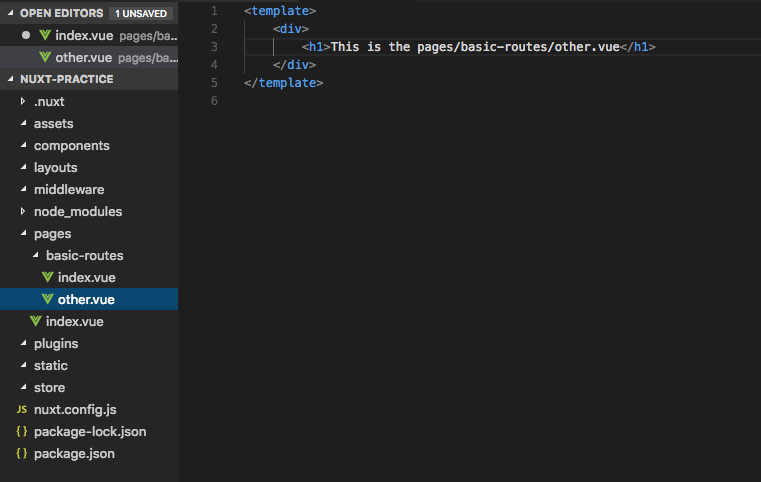 OPEN EDITORS 1 UNSAVED
index.vue pages/ba...
other.vue pages/ba...
NUXT-PRACTICE
.nuxt
assets
components
layouts
middleware
node_modules
pages
basic-routes
index.vue
other.vue
index.vue
plugins
static
store
JS nuxt.config.js
{ } package-lock.json
{ } package.json
1 <template>
2 <div>
3 <h1>This is the pages/basic-routes/other.vue</h1>
4 </div>
5 </template>
6